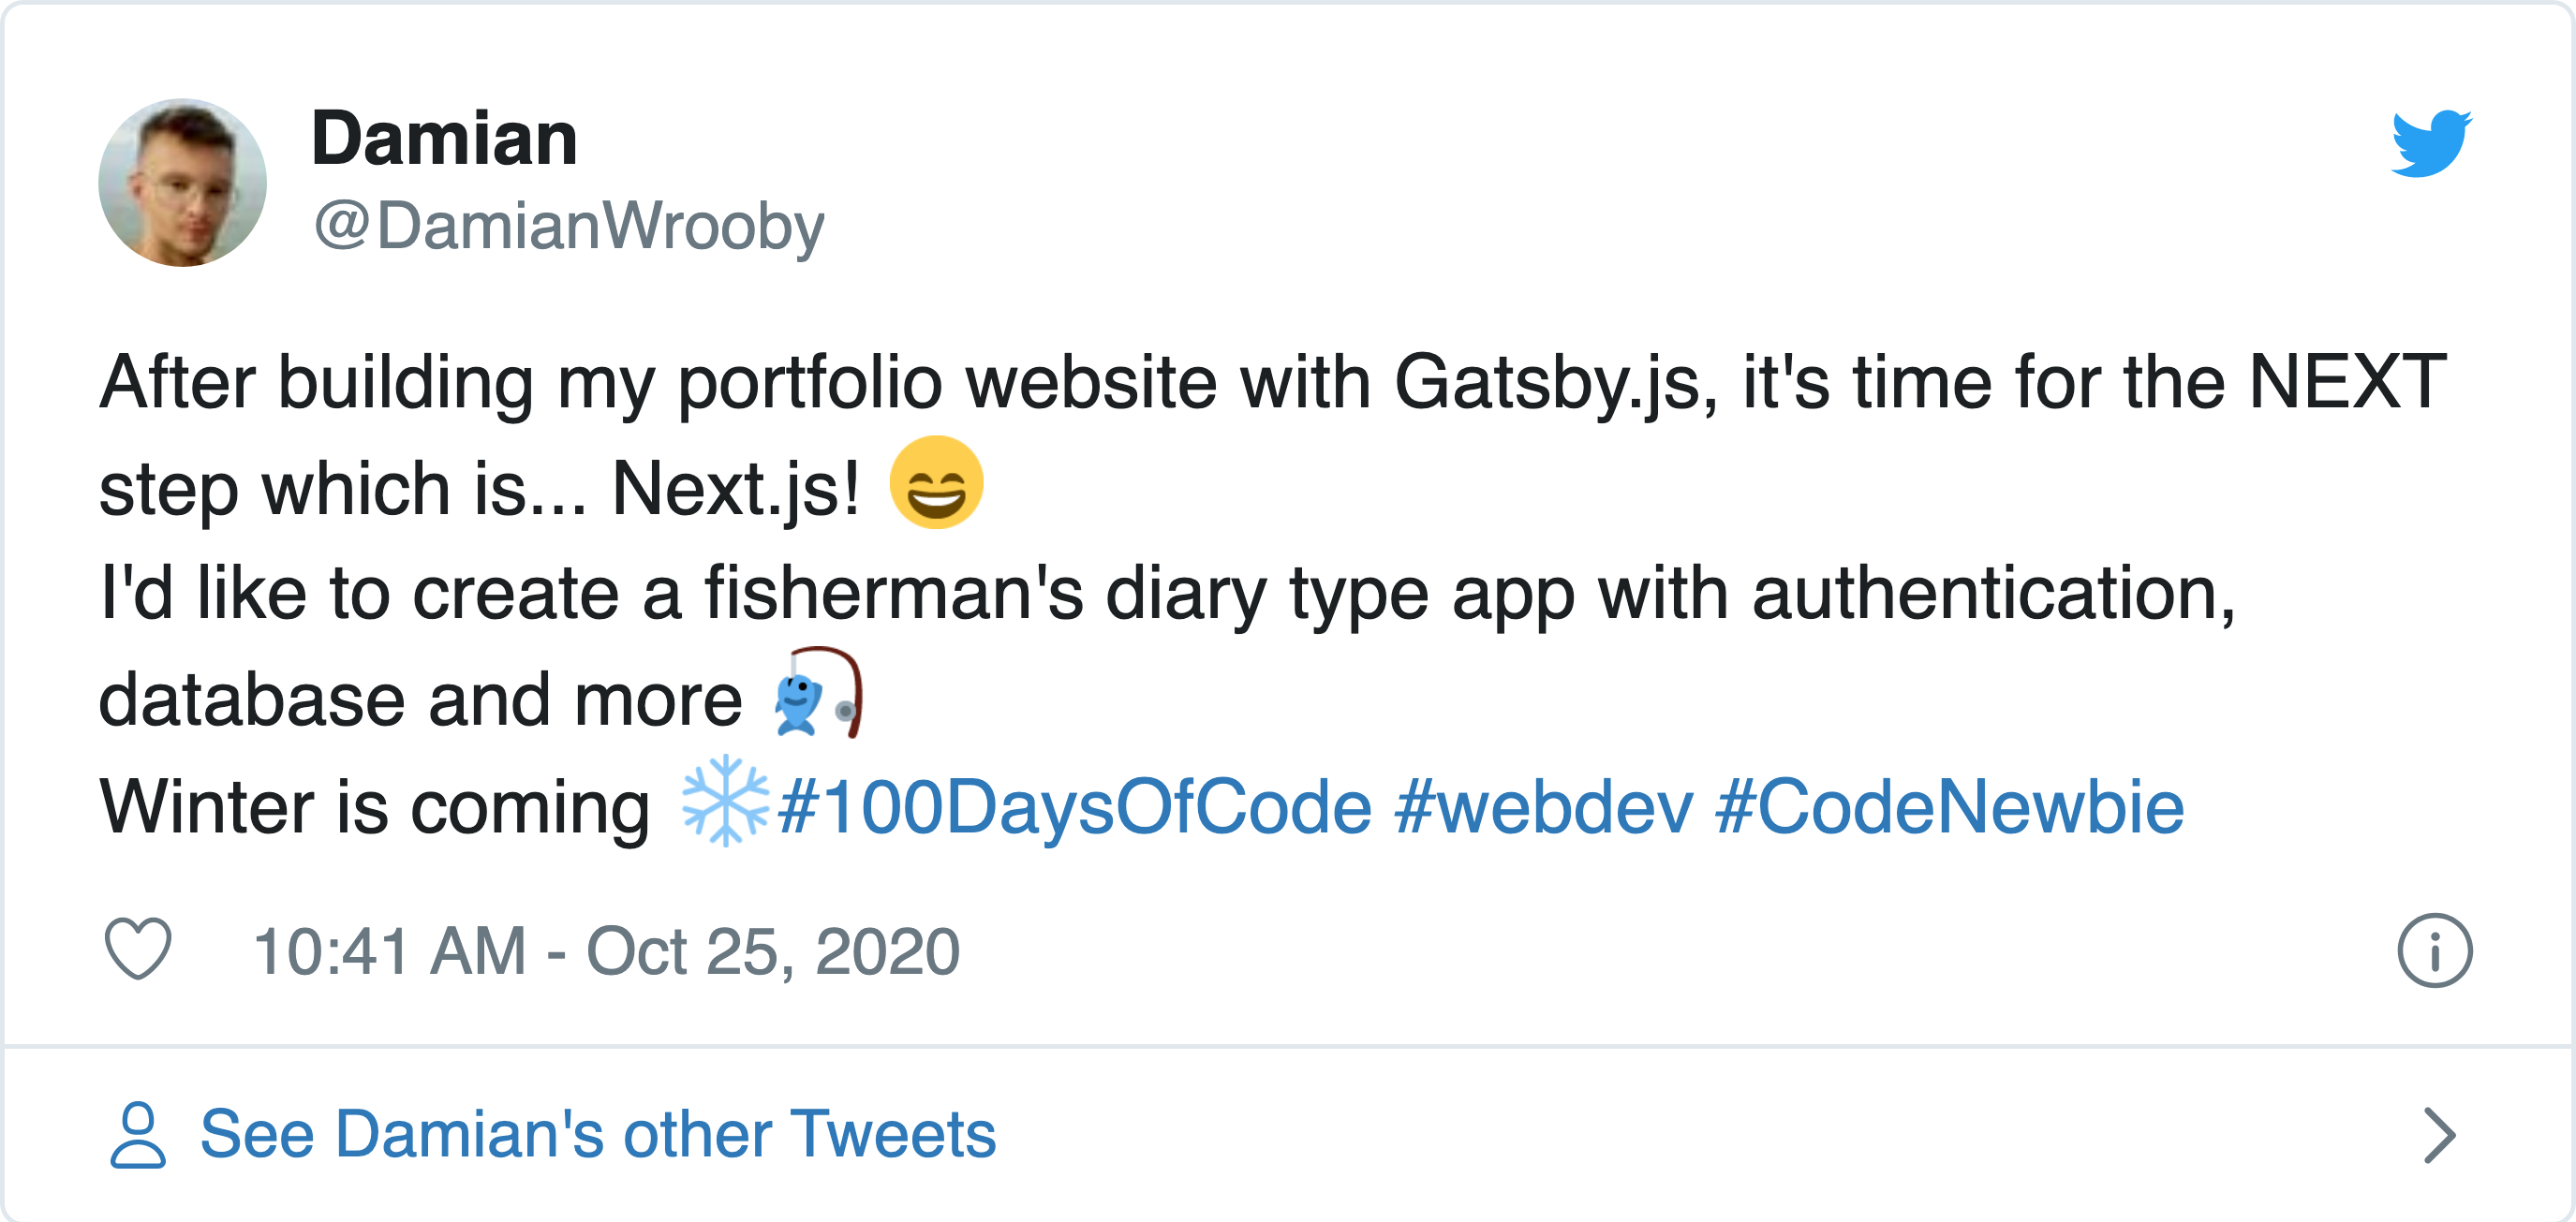 Damian
@DamianWrooby
After building my portfolio website with Gatsby.js, it's time for the NEXT
step which is... Next.js! 😄
I'd like to create a fisherman's diary type app with authentication,
database and more 🎣
Winter is coming ❄️#100DaysOfCode #webdev #CodeNewbie
10:41 AM - Oct 25, 2020
See Damian's other Tweets